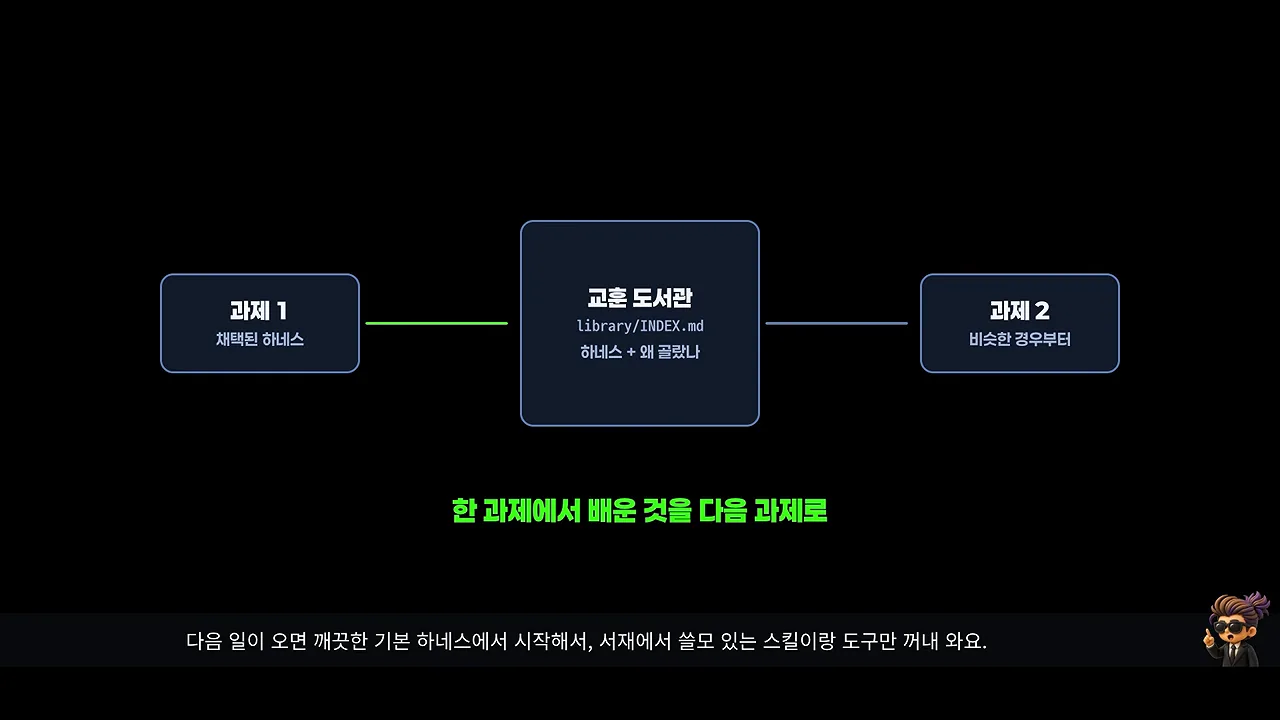 과제 1
채택된 하네스
교훈 도서관
library/INDEX.md
하네스 + 왜 골랐나
과제 2
비슷한 경우부터
한 과제에서 배운 것을 다음 과제로
다음 일이 오면 깨끗한 기본 하네스에서 시작해서, 서재에서 쓸모 있는 스킬이랑 도구만 꺼내 와요.